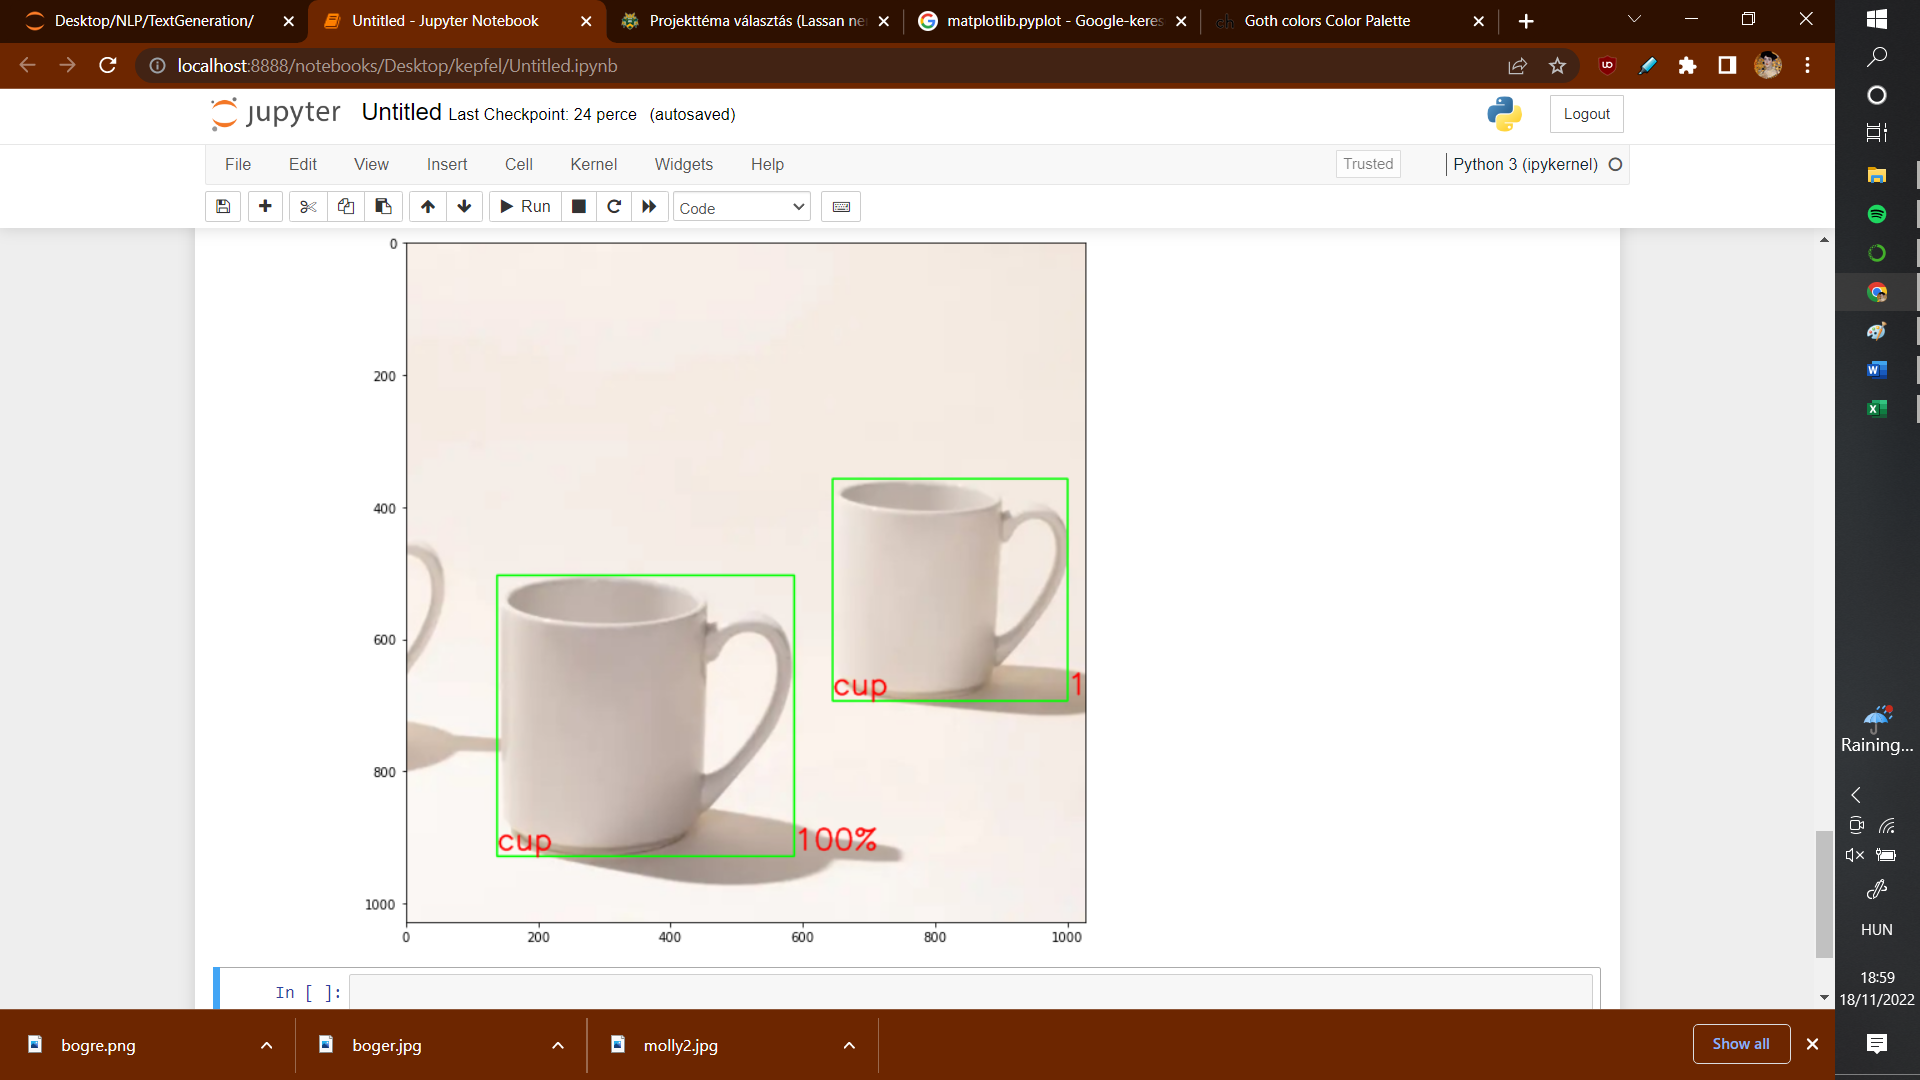 Desktop/NLP/TextGeneration/
Untitled - Jupyter Notebook
Projekttéma választás (Lassan ne
matplotlib.pyplot - Google-keres
Goth colors Color Palette
localhost:8888/notebooks/Desktop/kepfel/Untitled.ipynb
jupyter Untitled Last Checkpoint: 24 perce (autosaved)
Logout
File Edit View Insert Cell Kernel Widgets Help
Trusted
Python 3 (ipykernel)
Run
Code
0
200
400
600
800
1000
cup
1
cup
100%
0 200 400 600 800 1000
In [ ]:
bogre.png
boger.jpg
molly2.jpg
Show all
Raining...
HUN
18:59
18/11/2022